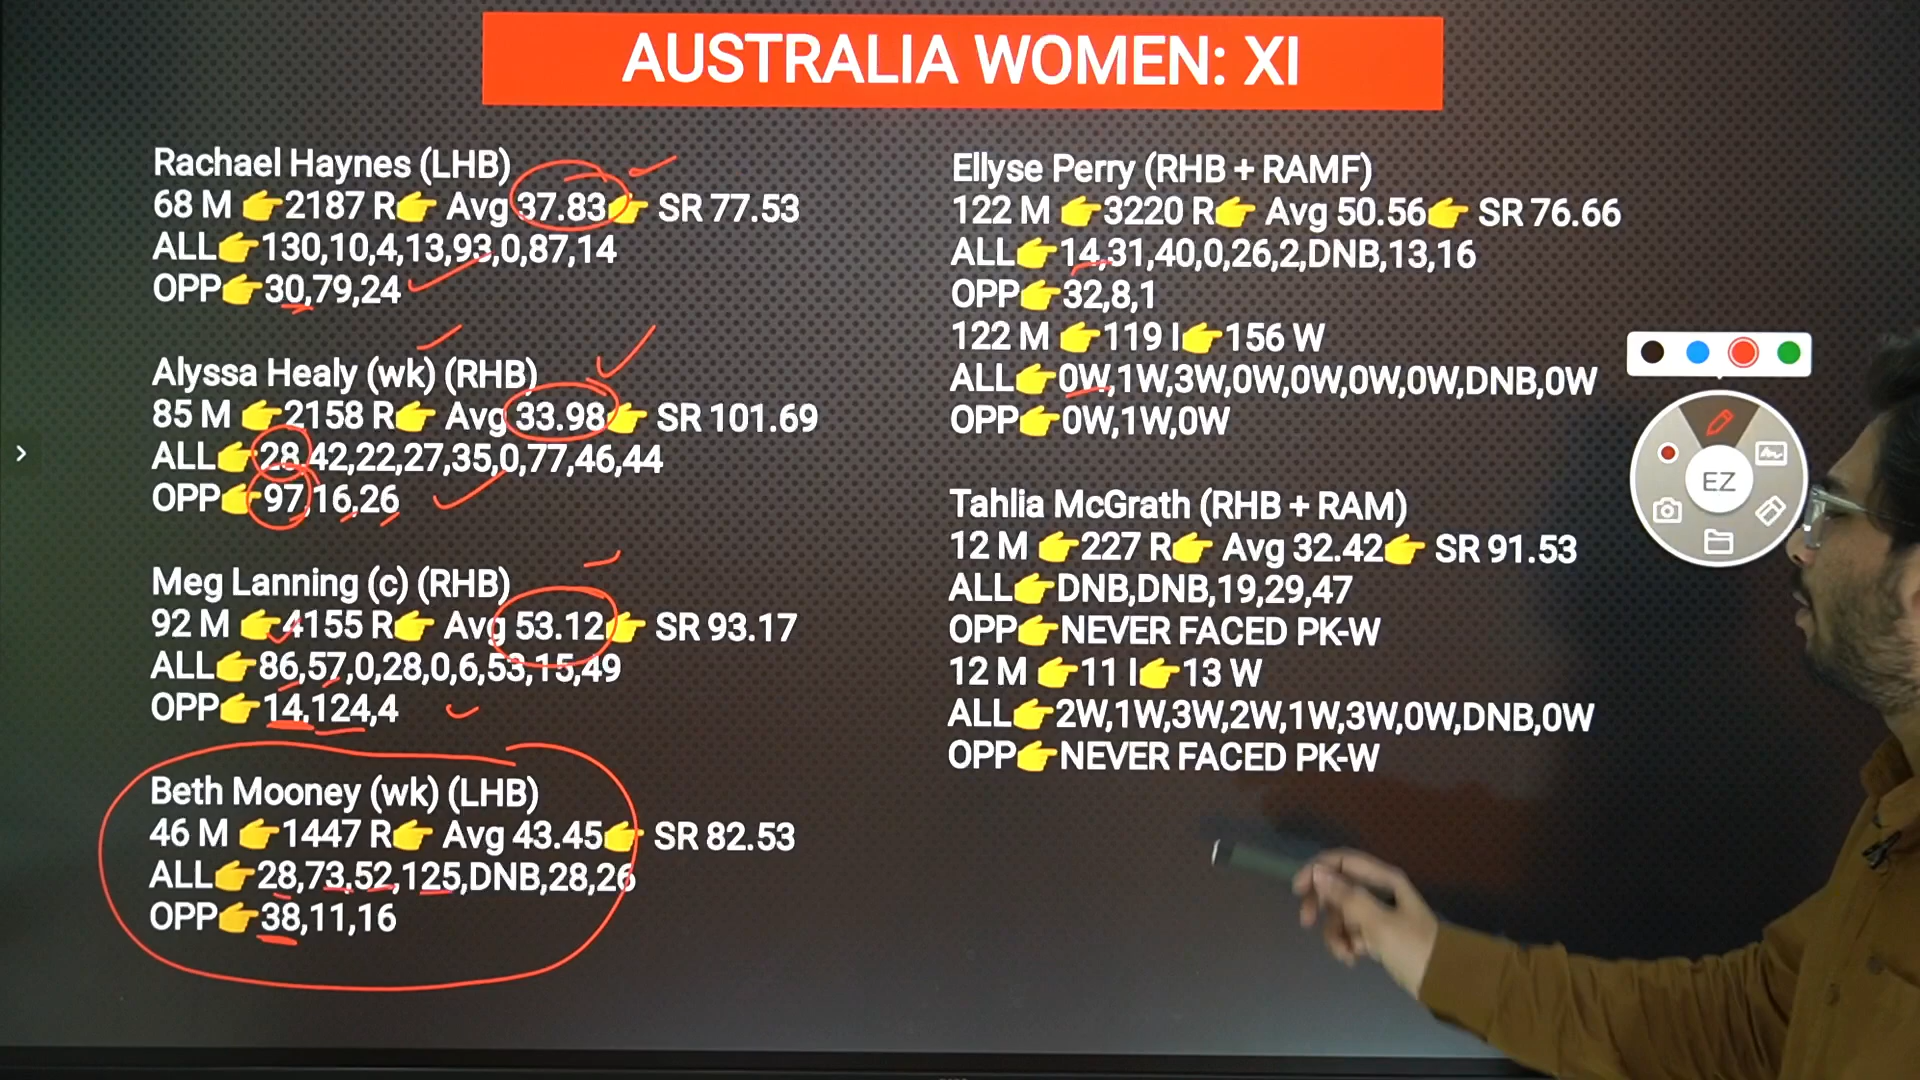 AUSTRALIA WOMEN: XI
Rachael Haynes (LHB)
68 M 👉2187 R👉 Avg 37.83👉 SR 77.53
ALL👉130,10,4,13,93,0,87,14
OPP👉30,79,24
Alyssa Healy (wk) (RHB)
85 M 👉2158 R👉 Avg 33.98👉 SR 101.69
ALL👉28,42,22,27,35,0,77,46,44
OPP👉97,16,26
Meg Lanning (c) (RHB)
92 M 👉4155 R👉 Avg 53.12👉 SR 93.17
ALL👉86,57,0,28,0,6,53,15,49
OPP👉14,124,4
Beth Mooney (wk) (LHB)
46 M 👉1447 R👉 Avg 43.45👉 SR 82.53
ALL👉28,73,52,125,DNB,28,26
OPP👉38,11,16
Ellyse Perry (RHB + RAMF)
122 M 👉3220 R👉 Avg 50.56👉 SR 76.66
ALL👉14,31,40,0,26,2,DNB,13,16
OPP👉32,8,1
122 M 👉119 I👉156 W
ALL👉0W,1W,3W,0W,0W,0W,0W,DNB,0W
OPP👉0W,1W,0W
Tahlia McGrath (RHB + RAM)
12 M 👉227 R👉 Avg 32.42👉 SR 91.53
ALL👉DNB,DNB,19,29,47
OPP👉NEVER FACED PK-W
12 M 👉11 I👉13 W
ALL👉2W,1W,3W,2W,1W,3W,0W,DNB,0W
OPP👉NEVER FACED PK-W
EZ